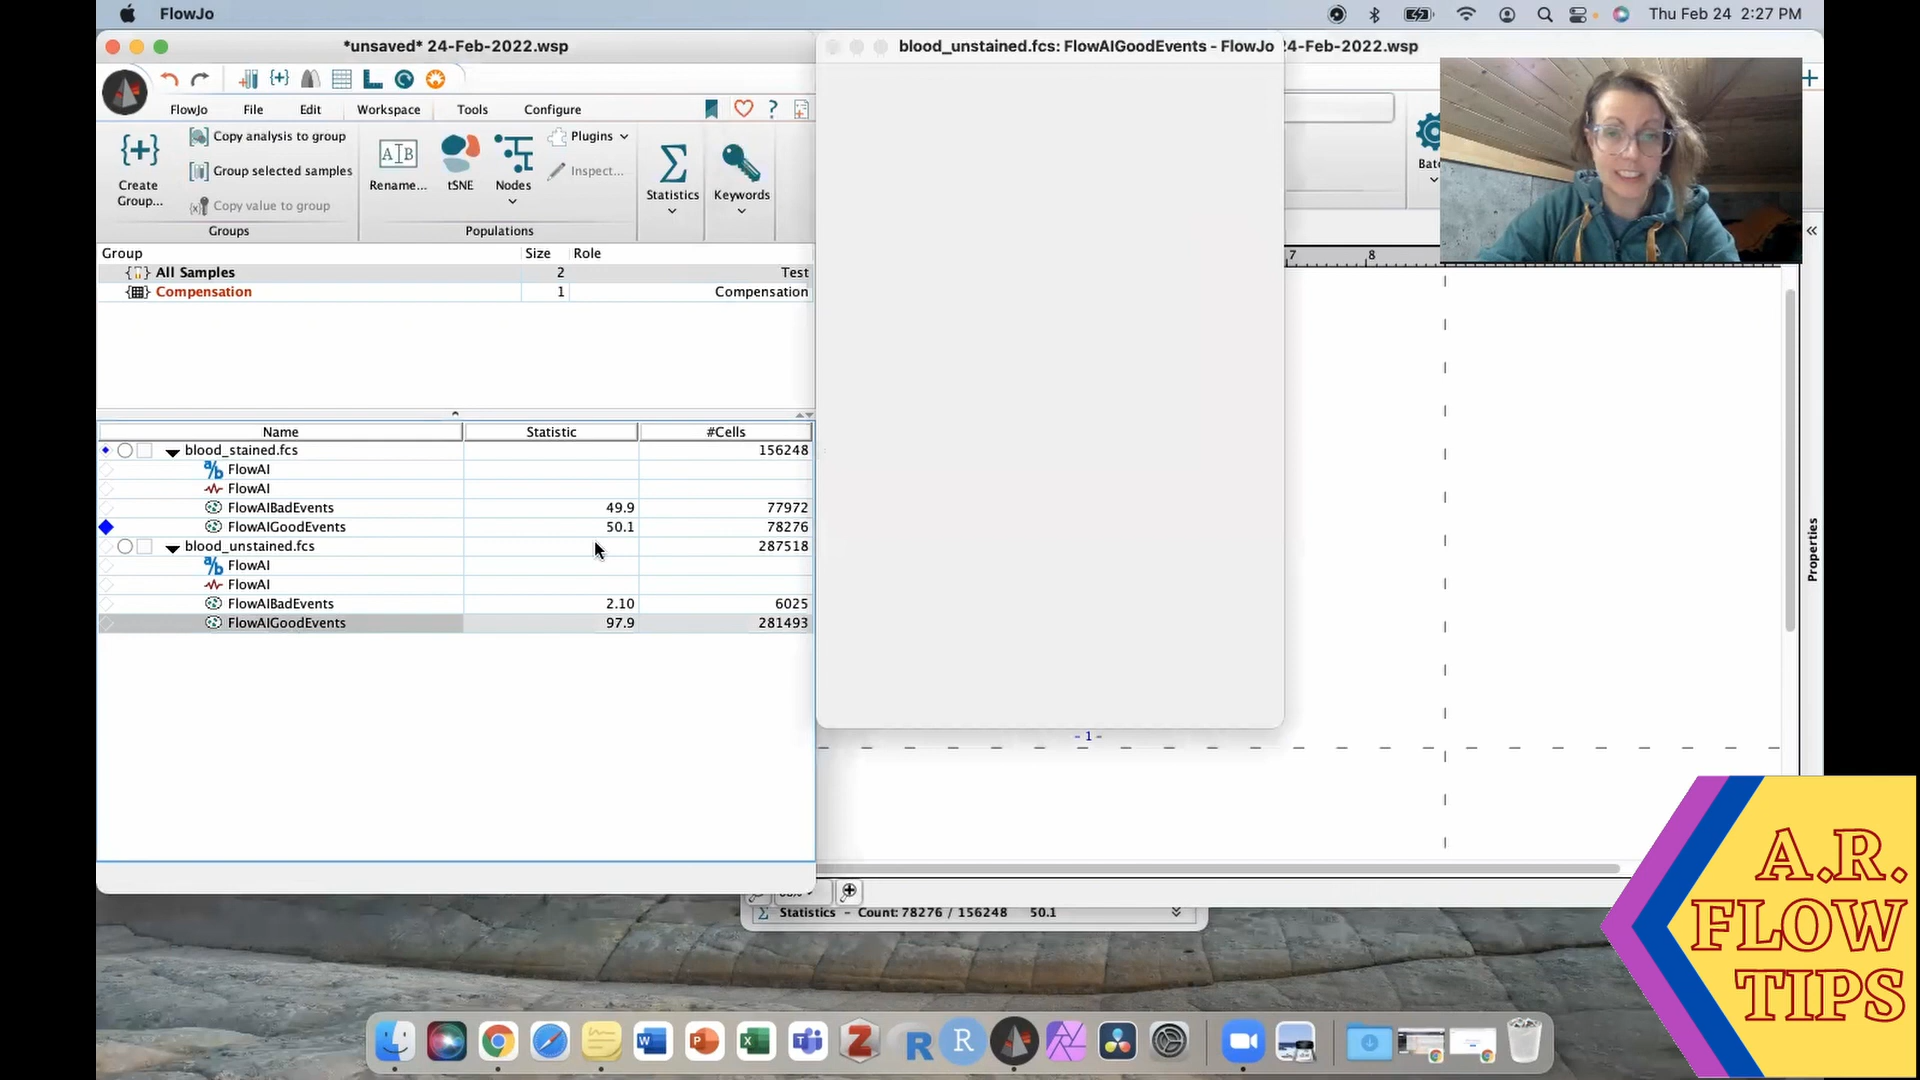 FlowJo
Thu Feb 24 2:27 PM
*unsaved* 24-Feb-2022.wsp
blood_unstained.fcs: FlowAIGoodEvents - FlowJo
24-Feb-2022.wsp
FlowJo File Edit Workspace Tools Configure
{+} Create Group...
Copy analysis to group
Group selected samples
Copy value to group
Groups
AIB Rename...
tSNE
Nodes
Plugins
Inspect...
Populations
Statistics
Keywords
Group Size Role
All Samples 2 Test
Compensation 1 Compensation
7 8
Name Statistic #Cells
blood_stained.fcs 156248
a/b FlowAI
FlowAI
FlowAIBadEvents 49.9 77972
FlowAIGoodEvents 50.1 78276
blood_unstained.fcs 287518
a/b FlowAI
FlowAI
FlowAIBadEvents 2.10 6025
FlowAIGoodEvents 97.9 281493
Properties
- 1 -
Σ Statistics - Count: 78276 / 156248 50.1
A.R.
FLOW
TIPS